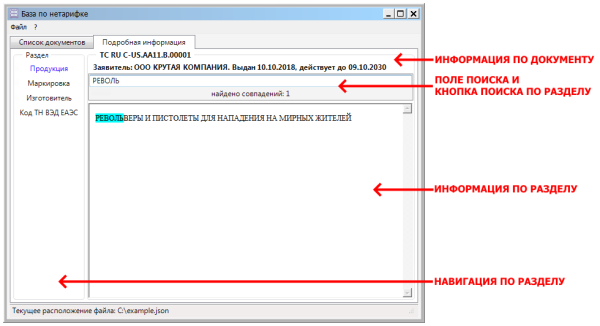 База по нетарифке
Файл ?
Список документов
Подробная информация
Раздел
Продукция
Маркировка
Изготовитель
Код ТН ВЭД ЕАЭС
ТС RU C-US.АА11.В.00001
Заявитель: ООО КРУТАЯ КОМПАНИЯ. Выдан 10.10.2018, действует до 09.10.2030
РЕВОЛЬ
найдено совпадений: 1
РЕВОЛЬВЕРЫ И ПИСТОЛЕТЫ ДЛЯ НАПАДЕНИЯ НА МИРНЫХ ЖИТЕЛЕЙ
Текущее расположение файла: C:\example.json
ИНФОРМАЦИЯ ПО ДОКУМЕНТУ
ПОЛЕ ПОИСКА И
КНОПКА ПОИСКА ПО РАЗДЕЛУ
ИНФОРМАЦИЯ ПО РАЗДЕЛУ
НАВИГАЦИЯ ПО РАЗДЕЛУ